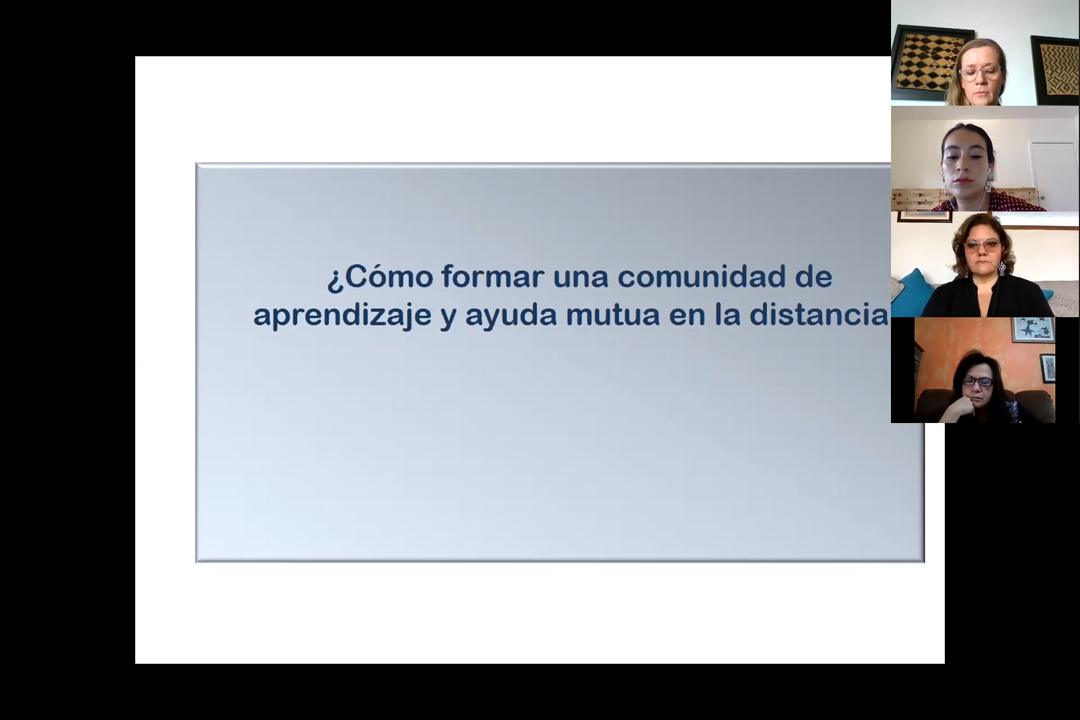 ¿Cómo formar una comunidad de
aprendizaje y ayuda mutua en la distancia